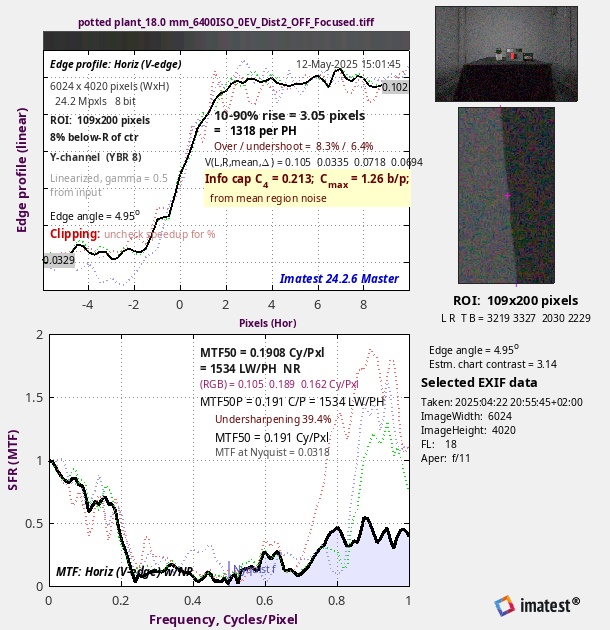 potted plant_18.0 mm_6400ISO_0EV_Dist2_OFF_Focused.tiff
Edge profile: Horiz (V-edge)
12-May-2025 15:01:45
6024 x 4020 pixels (WxH)
24.2 Mpxls   8 bit
0.102
ROI:  109x200 pixels
8% below-R of ctr
10-90% rise = 3.05 pixels
=  1318 per PH
Over / undershoot =  8.3% /  6.4%
Y-channel  (YBR 8)
V(L,R,mean,Δ) = 0.105  0.0335  0.0718  0.0694
Linearized, gamma = 0.5
from input
Info cap C4 = 0.213;  Cmax = 1.26 b/p;
from mean region noise
Edge angle = 4.95o
Clipping: uncheck speedup for %
0.0329
Imatest 24.2.6 Master
Edge profile (linear)
-4 -2 0 2 4 6 8
Pixels (Hor)
ROI:  109x200 pixels
L R  T B = 3219 3327  2030 2229
Edge angle = 4.95o
Estm. chart contrast = 3.14
Selected EXIF data
Taken: 2025:04:22 20:55:45+02:00
ImageWidth:  6024
ImageHeight:  4020
FL:   18
Aper:  f/11
2
1.5
1
0.5
0
SFR (MTF)
MTF50 = 0.1908 Cy/Pxl
= 1534 LW/PH  NR
(RGB) = 0.105  0.189  0.162 Cy/Pxl
MTF50P = 0.191 C/P = 1534 LW/PH
Undersharpening 39.4%
MTF50 = 0.191 Cy/Pxl
MTF at Nyquist = 0.0318
MTF: Horiz (V-edge) w/NR
Nyquist f
0 0.2 0.4 0.6 0.8 1
Frequency, Cycles/Pixel
imatest®